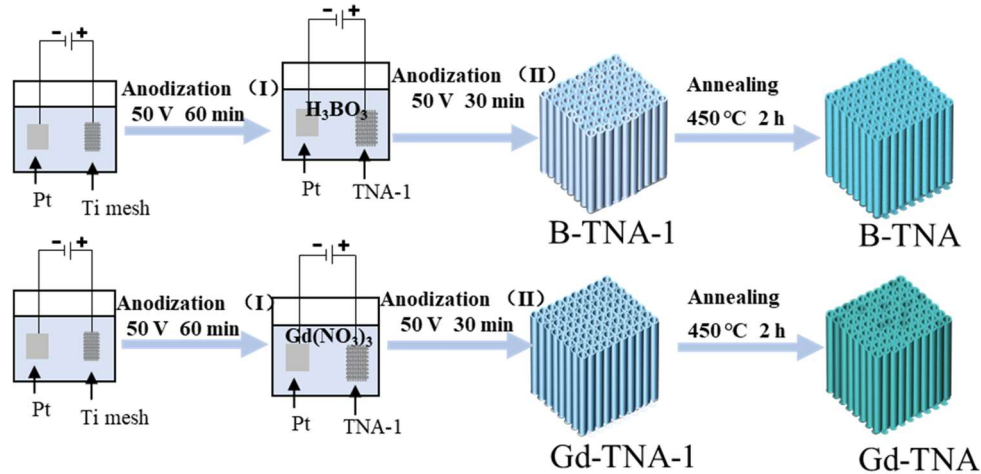 - +
Anodization （I）
50 V 60 min
Pt
Ti mesh
- +
H₃BO₃
Pt
TNA-1
Anodization （II）
50 V 30 min
B-TNA-1
Annealing
450 °C 2 h
B-TNA
- +
Anodization （I）
50 V 60 min
Pt
Ti mesh
- +
Gd(NO₃)₃
Pt
TNA-1
Anodization （II）
50 V 30 min
Gd-TNA-1
Annealing
450 °C 2 h
Gd-TNA